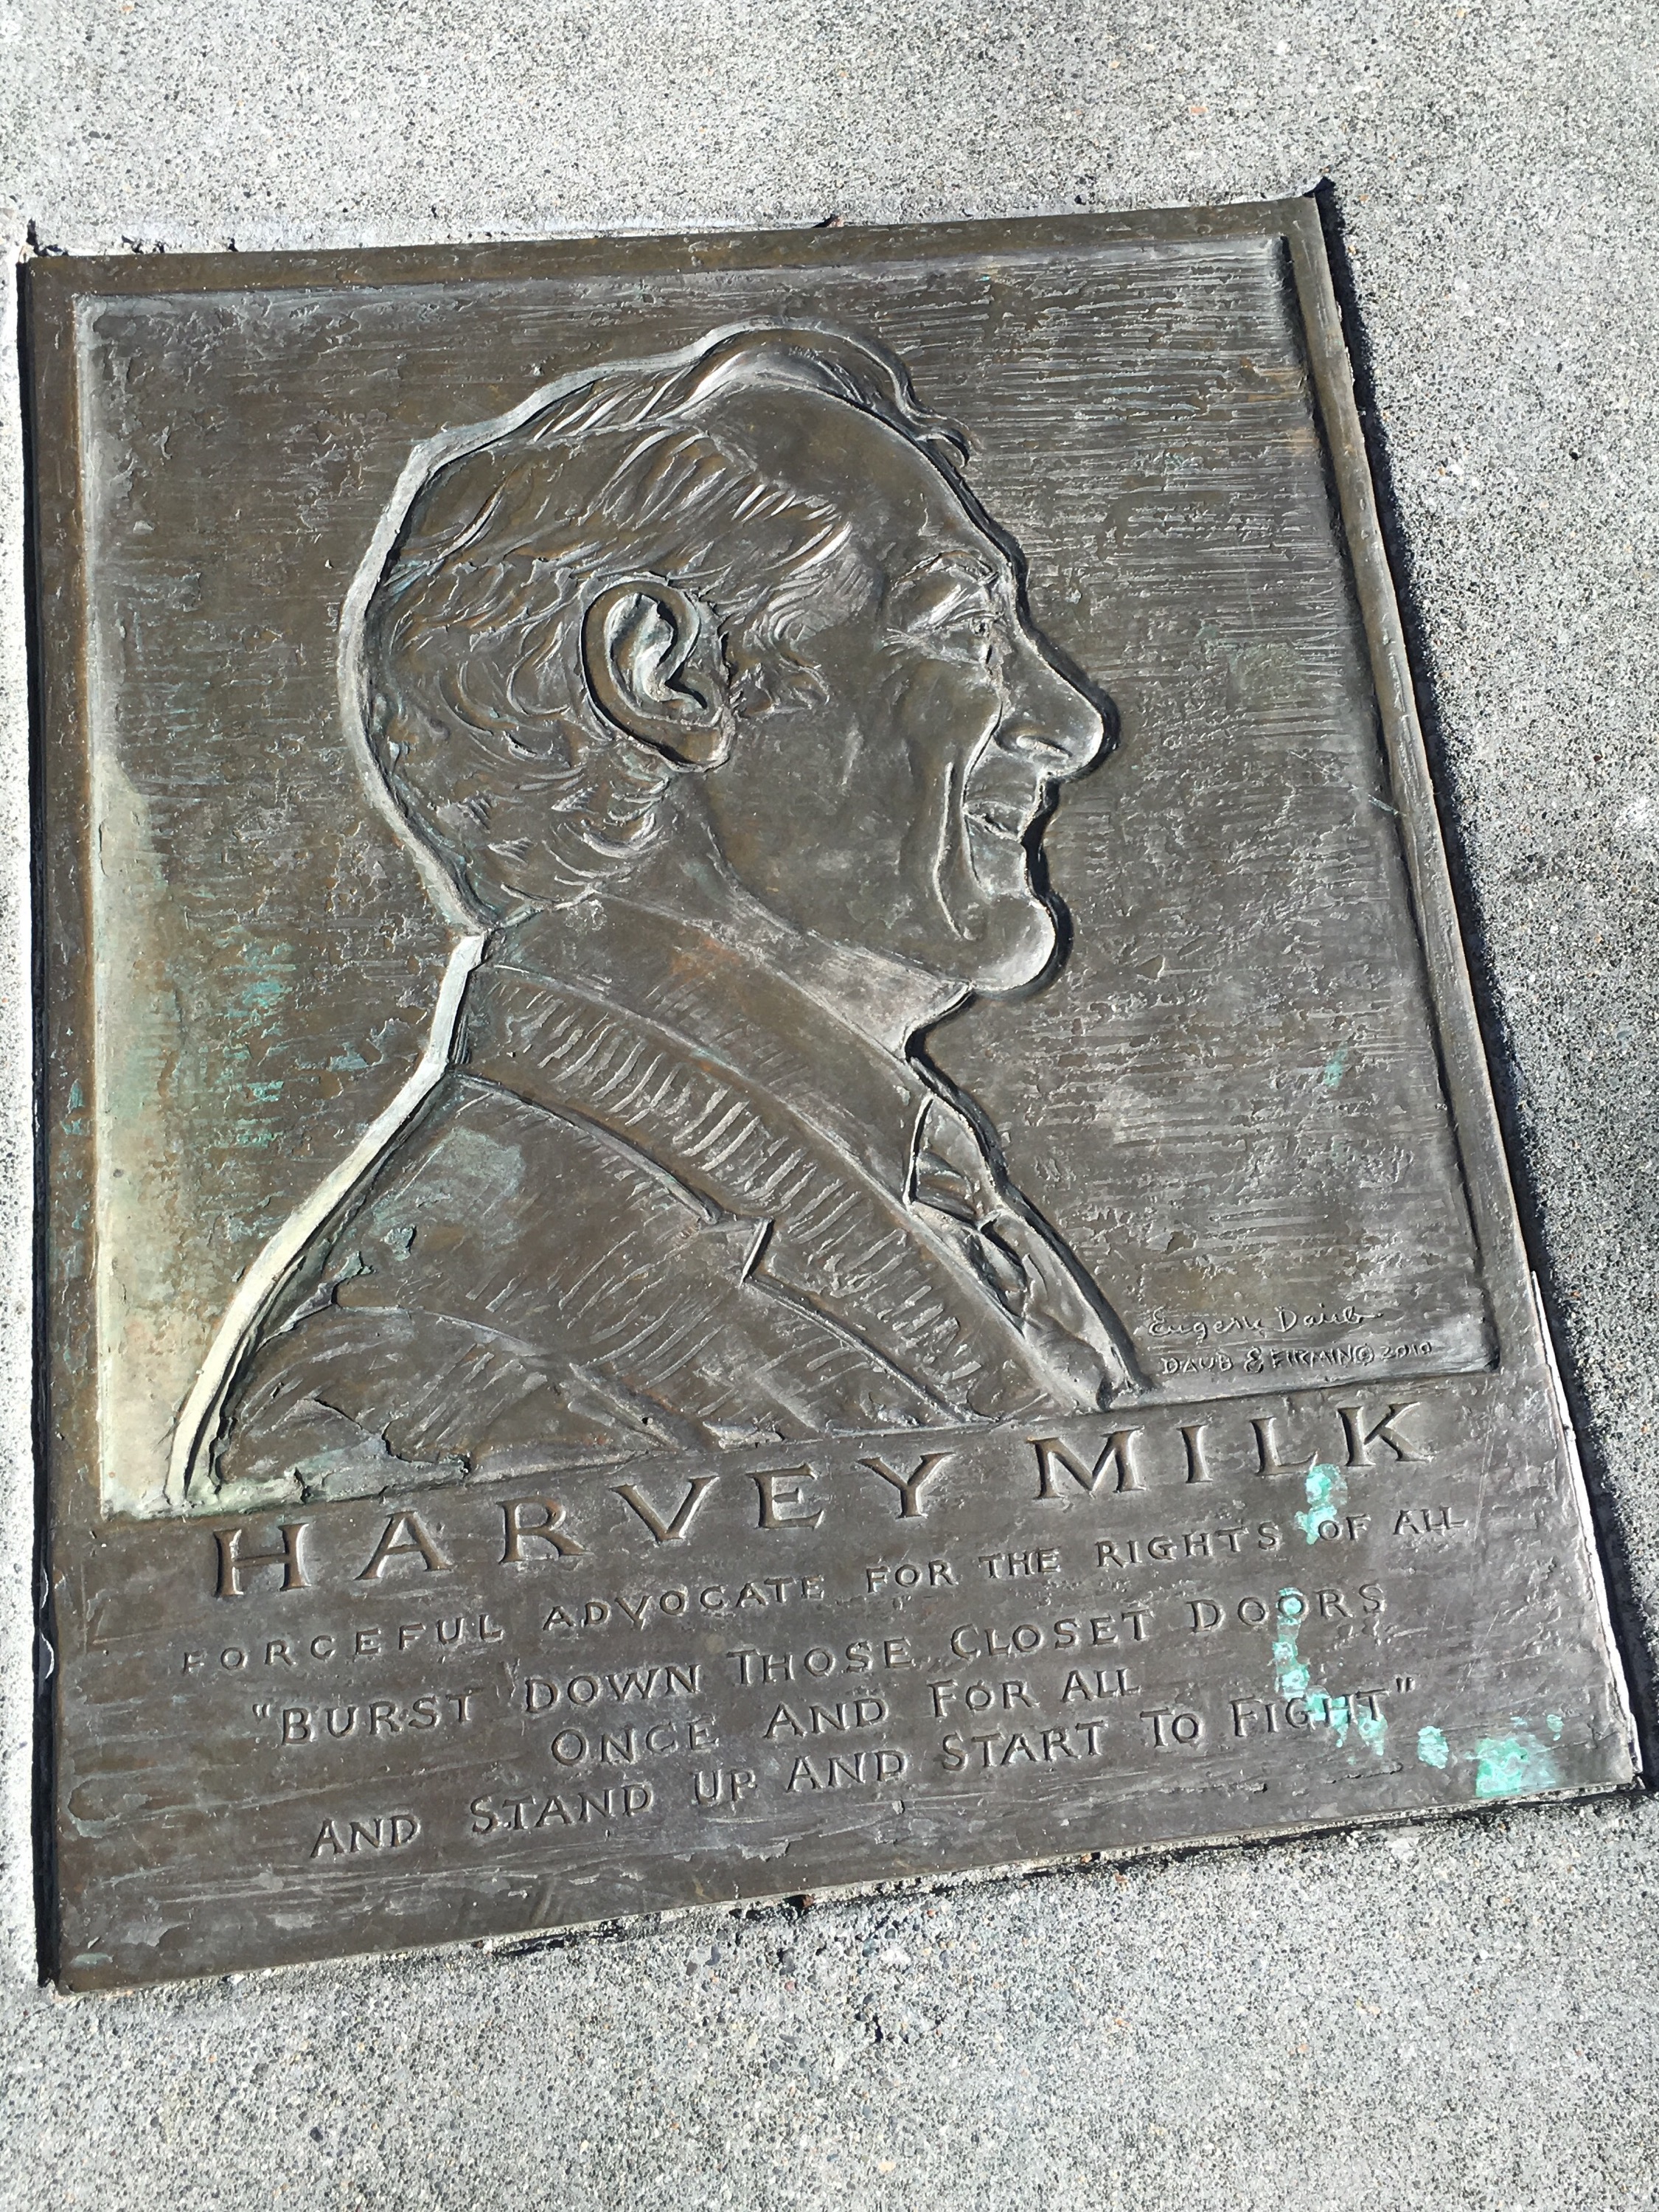 Eugene Daub
DAUB & FIRMIN © 2010
HARVEY MILK
FORCEFUL ADVOCATE FOR THE RIGHTS OF ALL
"BURST DOWN THOSE CLOSET DOORS
ONCE AND FOR ALL
AND STAND UP AND START TO FIGHT"